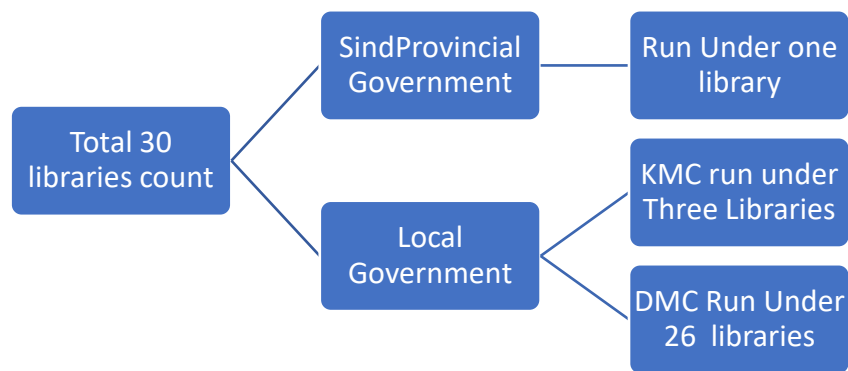 Total 30
libraries count
SindProvincial
Government
Run Under one
library
Local
Government
KMC run under
Three Libraries
DMC Run Under
26 libraries